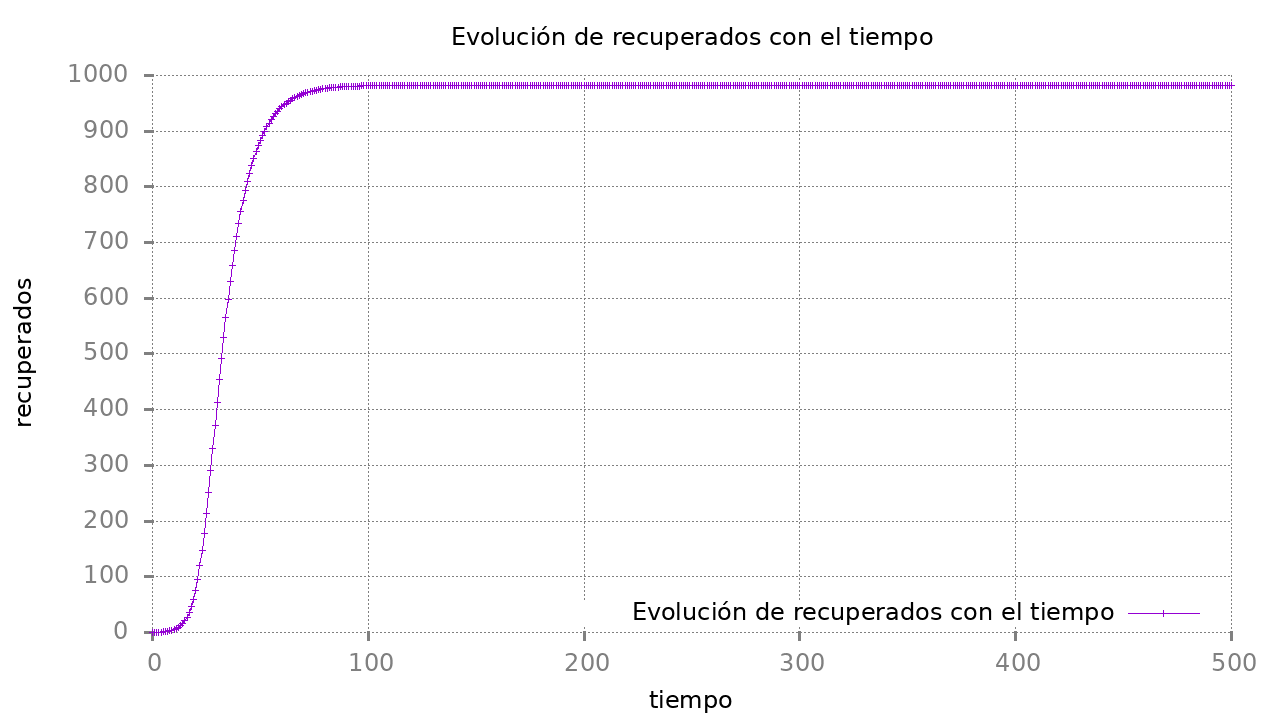 Evolución de recuperados con el tiempo
1000
900
800
700
600
500
400
300
200
100
0
recuperados
Evolución de recuperados con el tiempo
0 100 200 300 400 500
tiempo